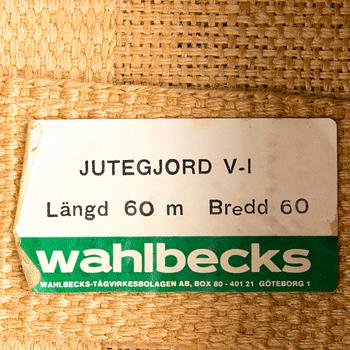 JUTEGJORD V-I
Längd 60 m Bredd 60
wahlbecks
WAHLBECKS-TÅGVIRKESBOLAGEN AB, BOX 80 - 401 21 GÖTEBORG 1